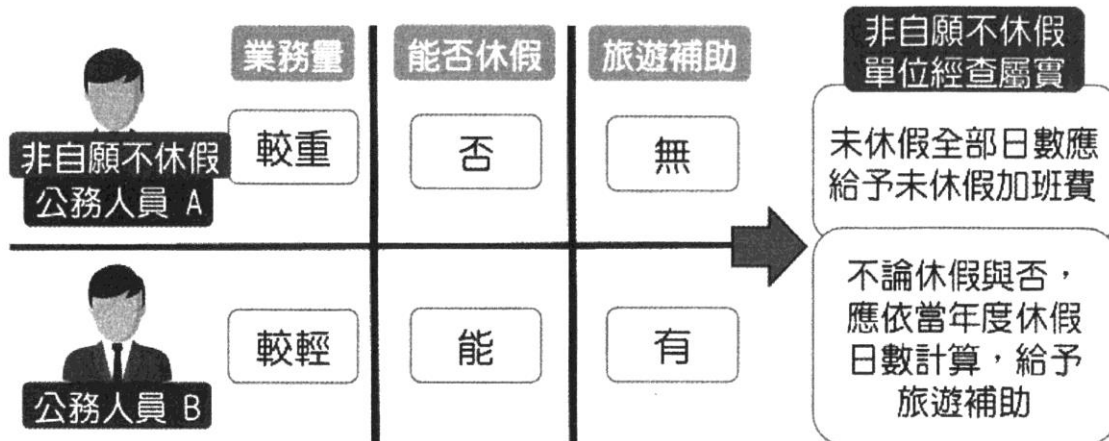 業務量
能否休假
旅遊補助
非自願不休假
單位經查屬實
非自願不休假
公務人員 A
較重
否
無
未休假全部日數應
給予未休假加班費
公務人員 B
較輕
能
有
不論休假與否，
應依當年度休假
日數計算，給予
旅遊補助